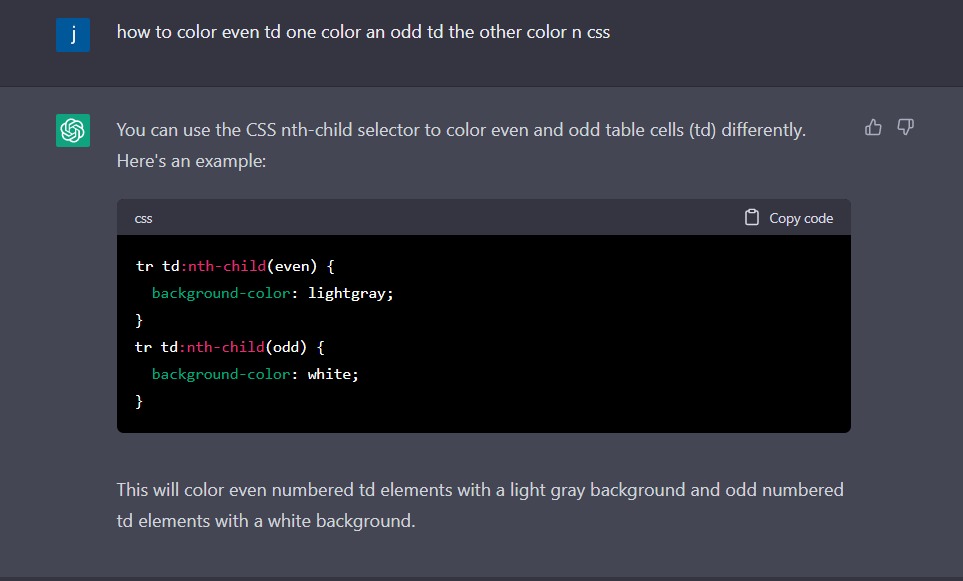 j
how to color even td one color an odd td the other color n css
You can use the CSS nth-child selector to color even and odd table cells (td) differently.
Here's an example:
css
Copy code
tr td:nth-child(even) {
  background-color: lightgray;
}
tr td:nth-child(odd) {
  background-color: white;
}
This will color even numbered td elements with a light gray background and odd numbered
td elements with a white background.